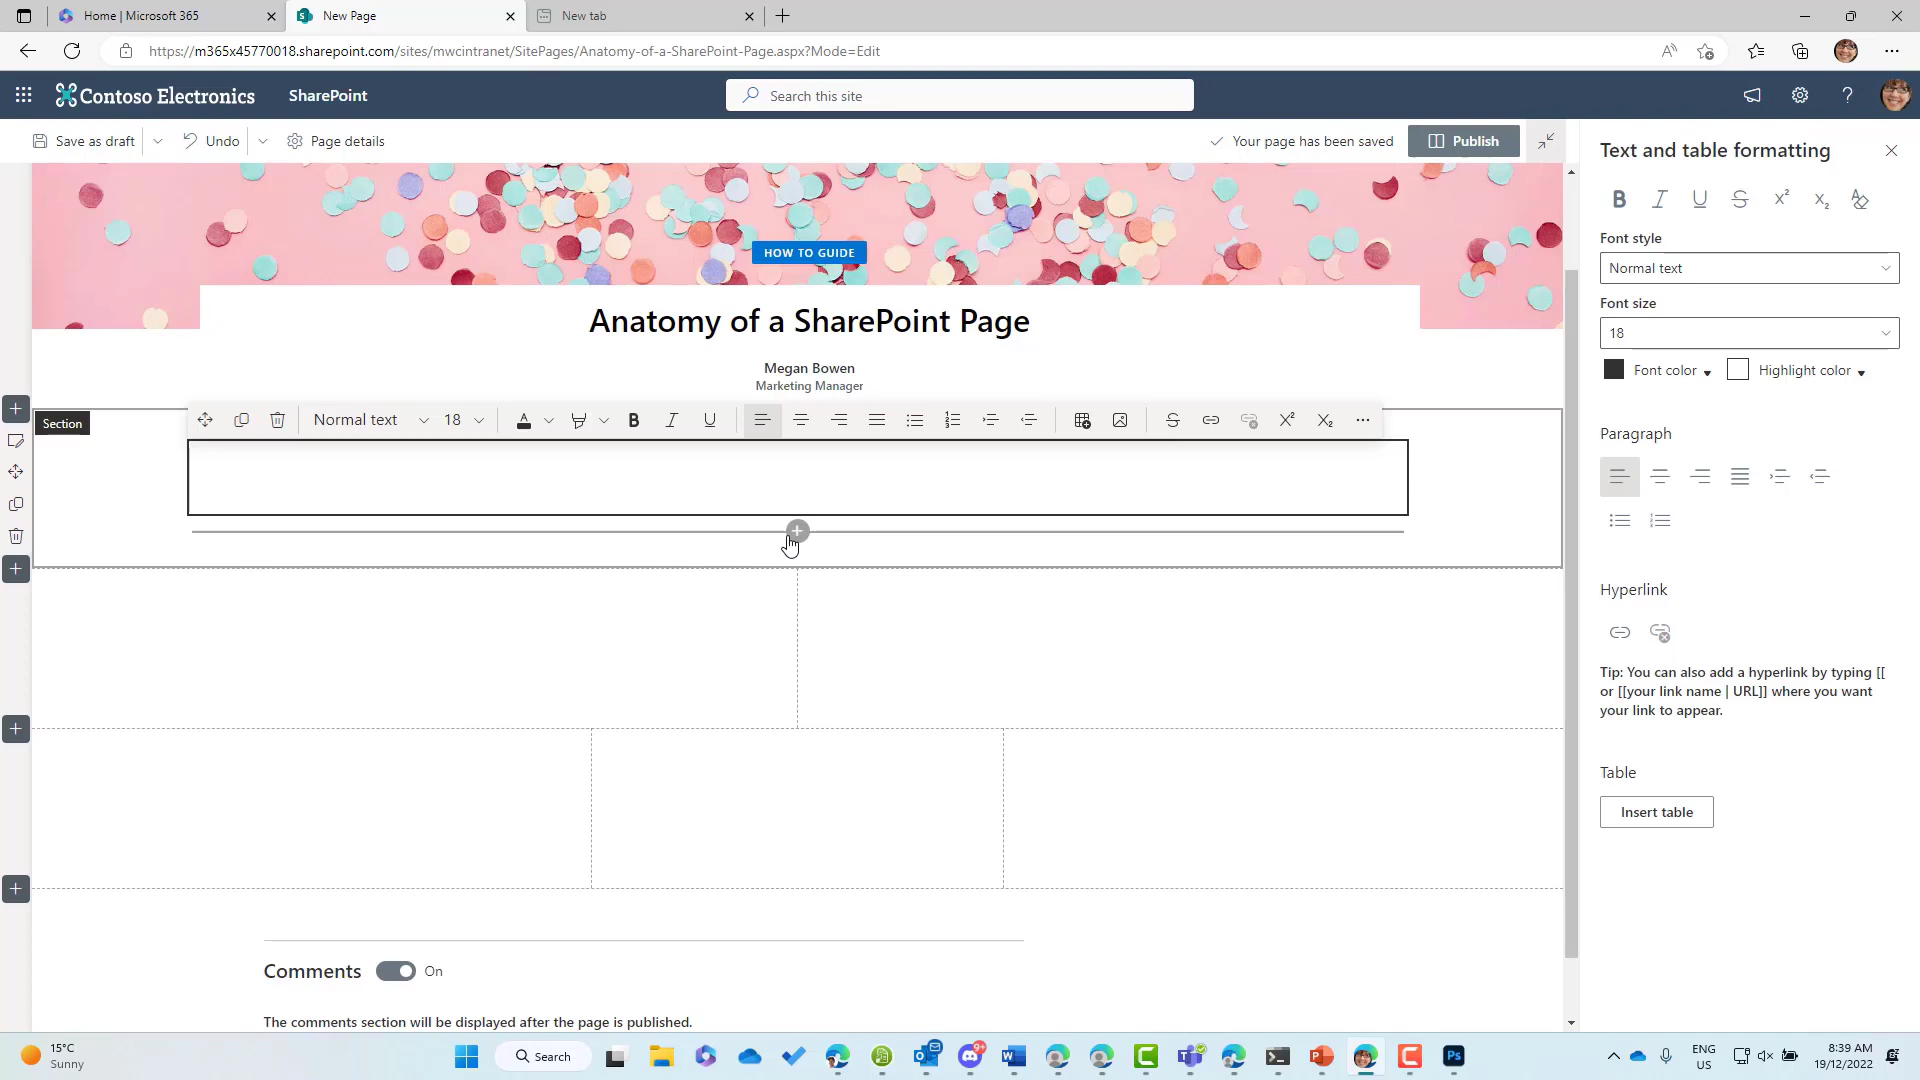 Home | Microsoft 365
New Page
New tab
https://m365x45770018.sharepoint.com/sites/mwcintranet/SitePages/Anatomy-of-a-SharePoint-Page.aspx?Mode=Edit
Contoso Electronics
SharePoint
Search this site
Save as draft
Undo
Page details
Your page has been saved
Publish
HOW TO GUIDE
Anatomy of a SharePoint Page
Megan Bowen
Marketing Manager
Section
Normal text
18
Comments
On
The comments section will be displayed after the page is published.
Text and table formatting
Font style
Normal text
Font size
18
Font color
Highlight color
Paragraph
Hyperlink
Tip: You can also add a hyperlink by typing [[
or [[your link name | URL]] where you want
your link to appear.
Table
Insert table
15°C
Sunny
Search
9+
ENG
US
8:39 AM
19/12/2022